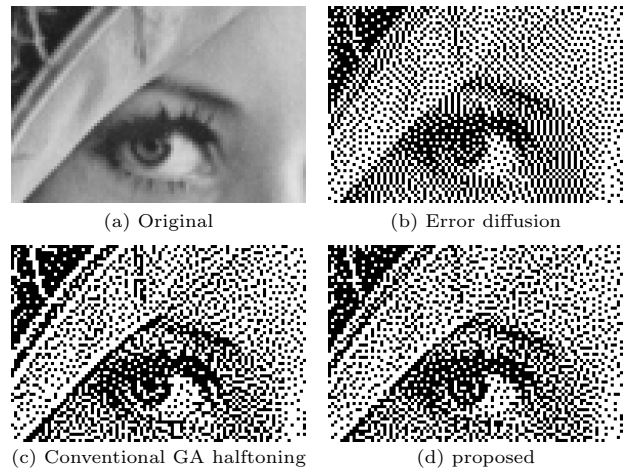 (a) Original
(b) Error diffusion
(c) Conventional GA halftoning
(d) proposed